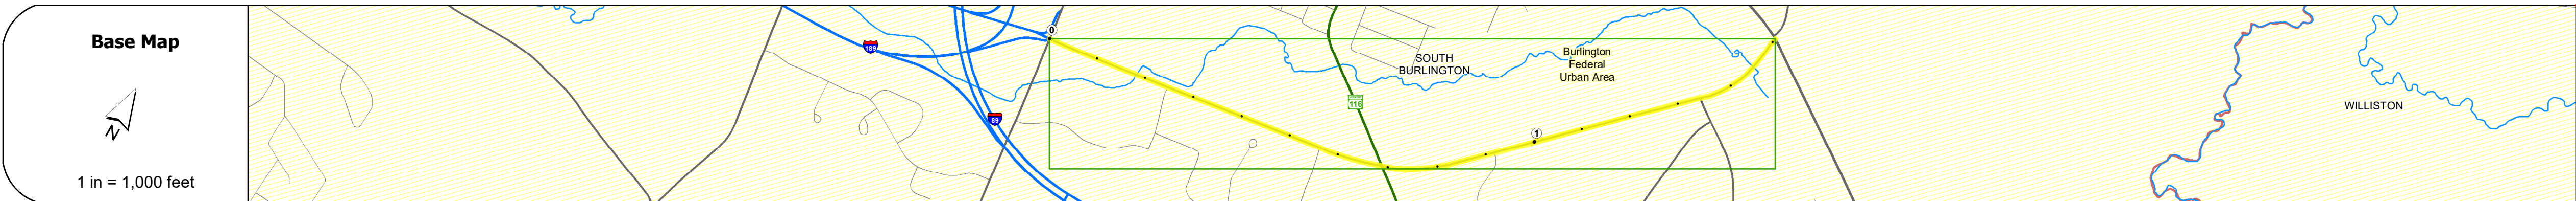 Base Map
N
1 in = 1,000 feet
189
89
0
116
SOUTH
BURLINGTON
Burlington
Federal
Urban Area
1
WILLISTON